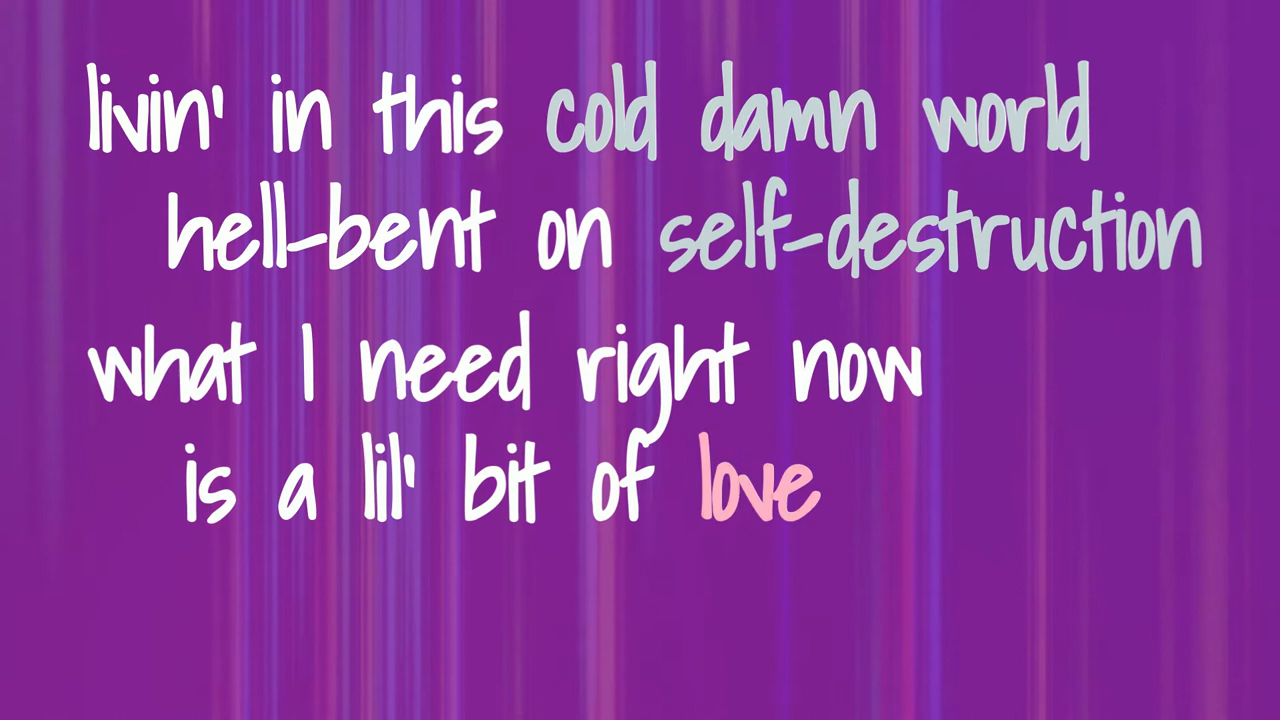 livin' in this cold damn world
hell-bent on self-destruction
what I need right now
is a lil' bit of love